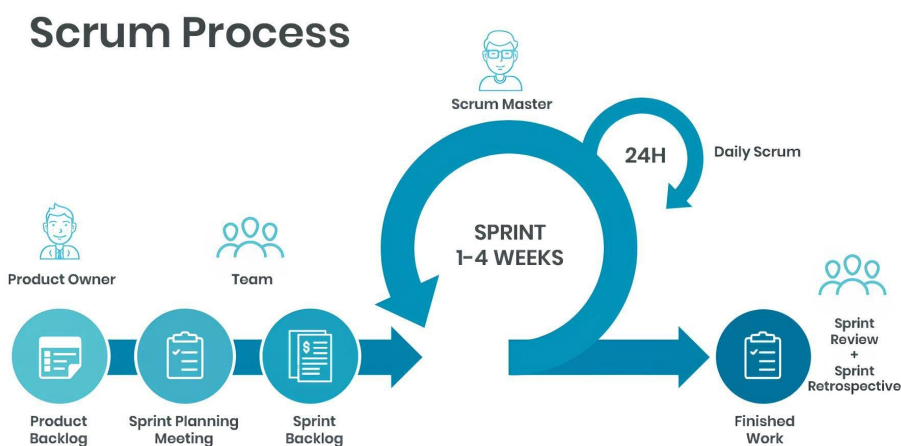 Scrum Process
Scrum Master
24H
Daily Scrum
SPRINT
1-4 WEEKS
Product Owner
Team
Product
Backlog
Sprint Planning
Meeting
$
Sprint
Backlog
Finished
Work
Sprint
Review
+
Sprint
Retrospective